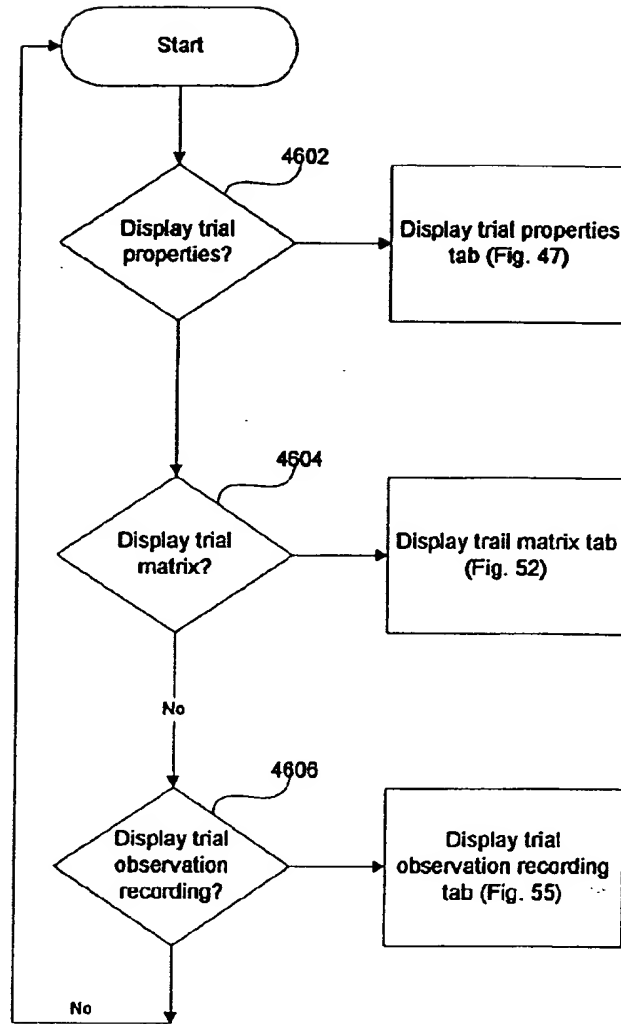 Start
4602
Display trial
properties?
Display trial properties
tab (Fig. 47)
4604
Display trial
matrix?
Display trail matrix tab
(Fig. 52)
No
4606
Display trial
observation
recording?
Display trial
observation recording
tab (Fig. 55)
No